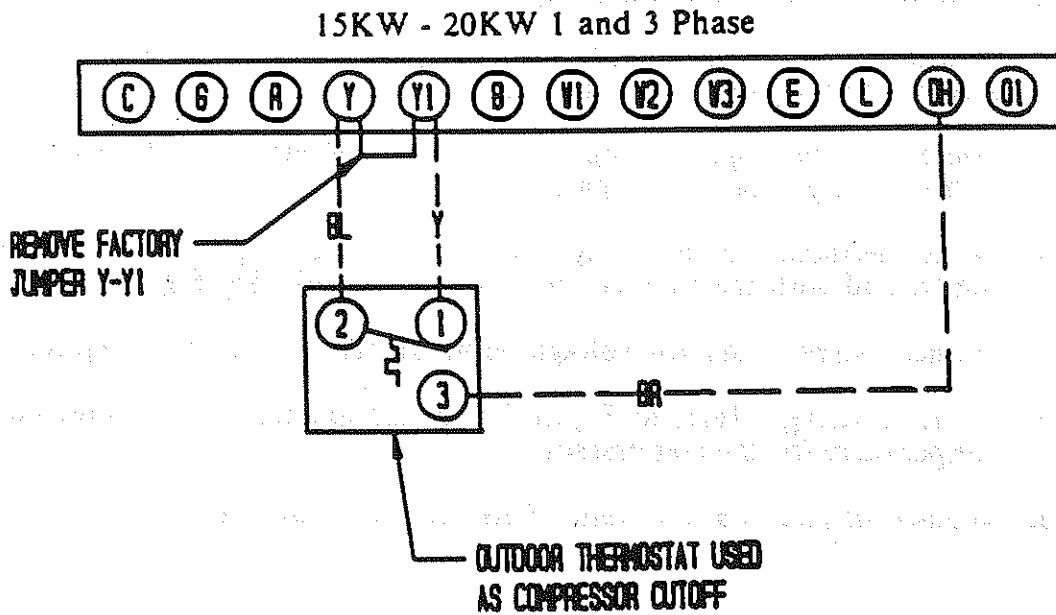 15KW - 20KW 1 and 3 Phase
C G R Y Y1 B W1 W2 W3 E L OH O1
REMOVE FACTORY
JUMPER Y-Y1
BL Y
2 1
3 BR
OUTDOOR THERMOSTAT USED
AS COMPRESSOR CUTOFF